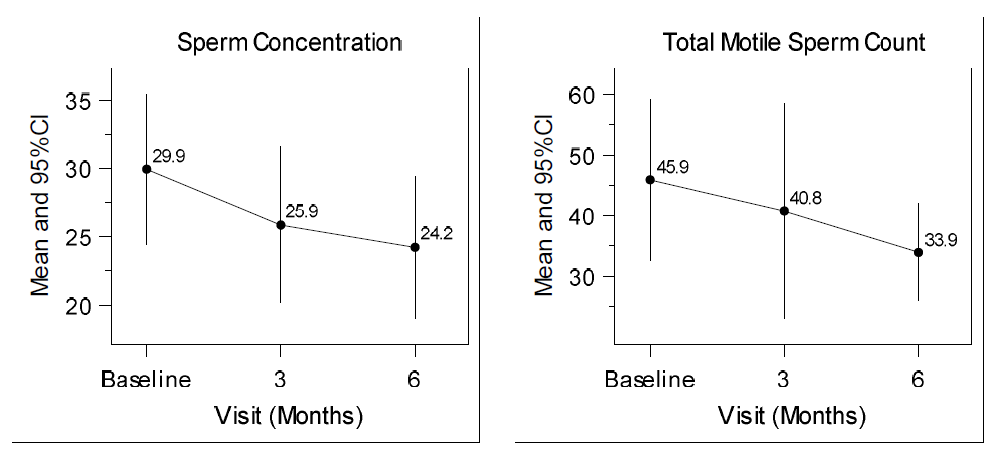 Sperm Concentration
Mean and 95%CI
35
30
25
20
29.9
25.9
24.2
Baseline 3 6
Visit (Months)
Total Motile Sperm Count
Mean and 95%CI
60
50
40
30
45.9
40.8
33.9
Baseline 3 6
Visit (Months)